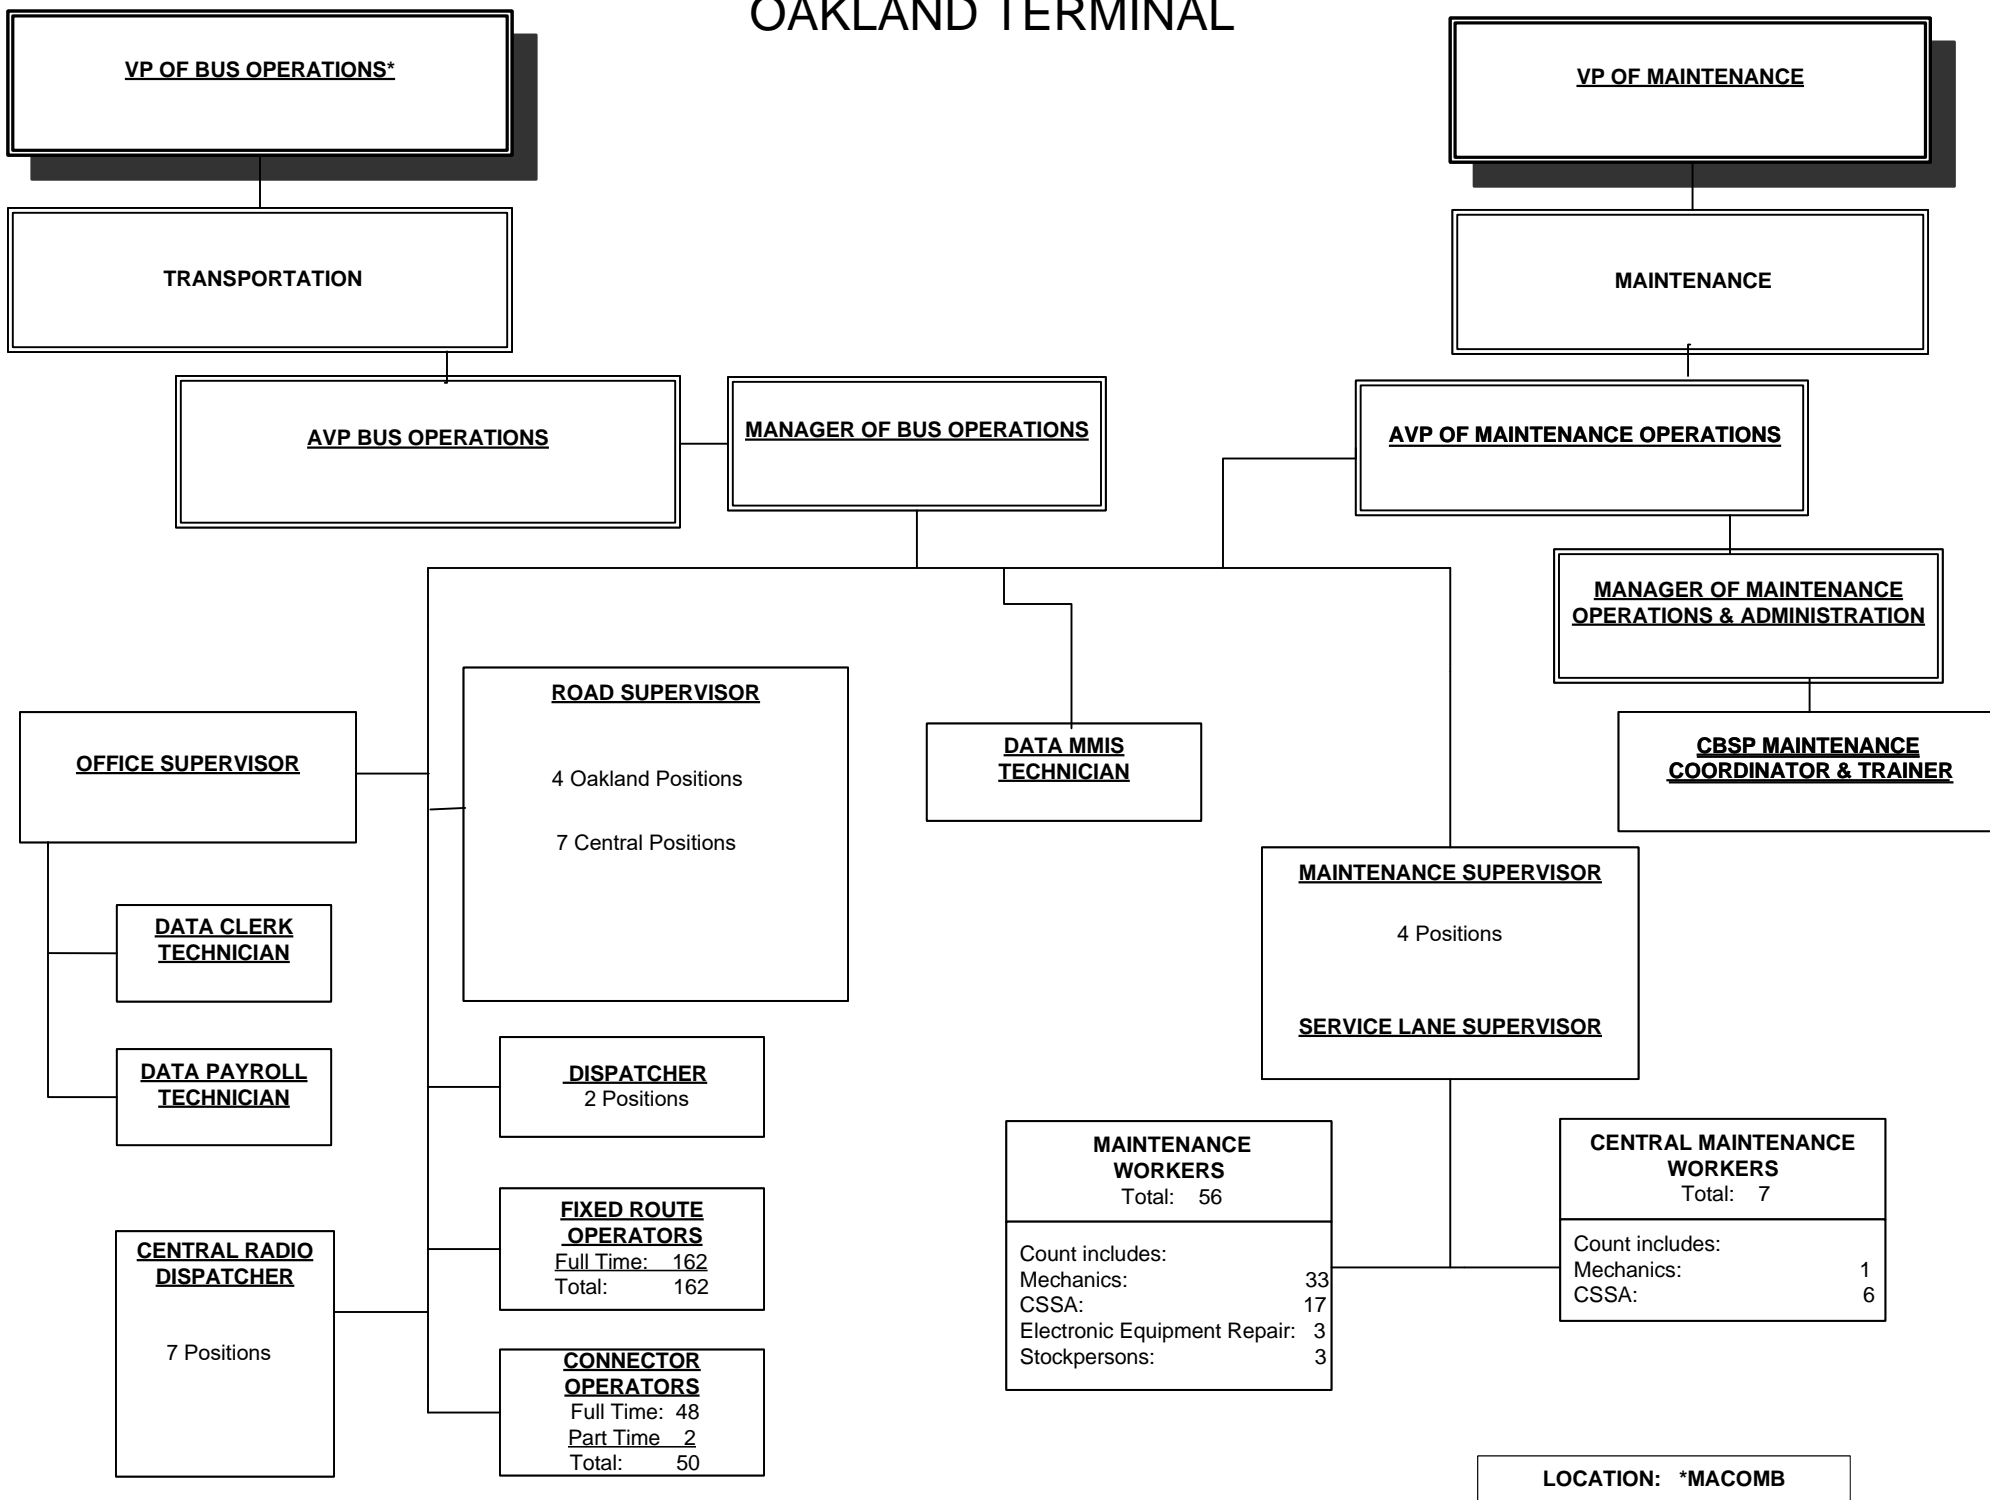 OAKLAND TERMINAL
VP OF BUS OPERATIONS*
VP OF MAINTENANCE
TRANSPORTATION
MAINTENANCE
AVP BUS OPERATIONS
MANAGER OF BUS OPERATIONS
AVP OF MAINTENANCE OPERATIONS
MANAGER OF MAINTENANCE
OPERATIONS & ADMINISTRATION
CBSP MAINTENANCE
COORDINATOR & TRAINER
OFFICE SUPERVISOR
DATA CLERK
TECHNICIAN
DATA PAYROLL
TECHNICIAN
CENTRAL RADIO
DISPATCHER
7 Positions
ROAD SUPERVISOR
4 Oakland Positions
7 Central Positions
DISPATCHER
2 Positions
FIXED ROUTE
OPERATORS
Full Time: 162
Total: 162
CONNECTOR
OPERATORS
Full Time: 48
Part Time 2
Total: 50
DATA MMIS
TECHNICIAN
MAINTENANCE SUPERVISOR
4 Positions
SERVICE LANE SUPERVISOR
MAINTENANCE
WORKERS
Total: 56
Count includes:
Mechanics: 33
CSSA: 17
Electronic Equipment Repair: 3
Stockpersons: 3
CENTRAL MAINTENANCE
WORKERS
Total: 7
Count includes:
Mechanics: 1
CSSA: 6
LOCATION: *MACOMB